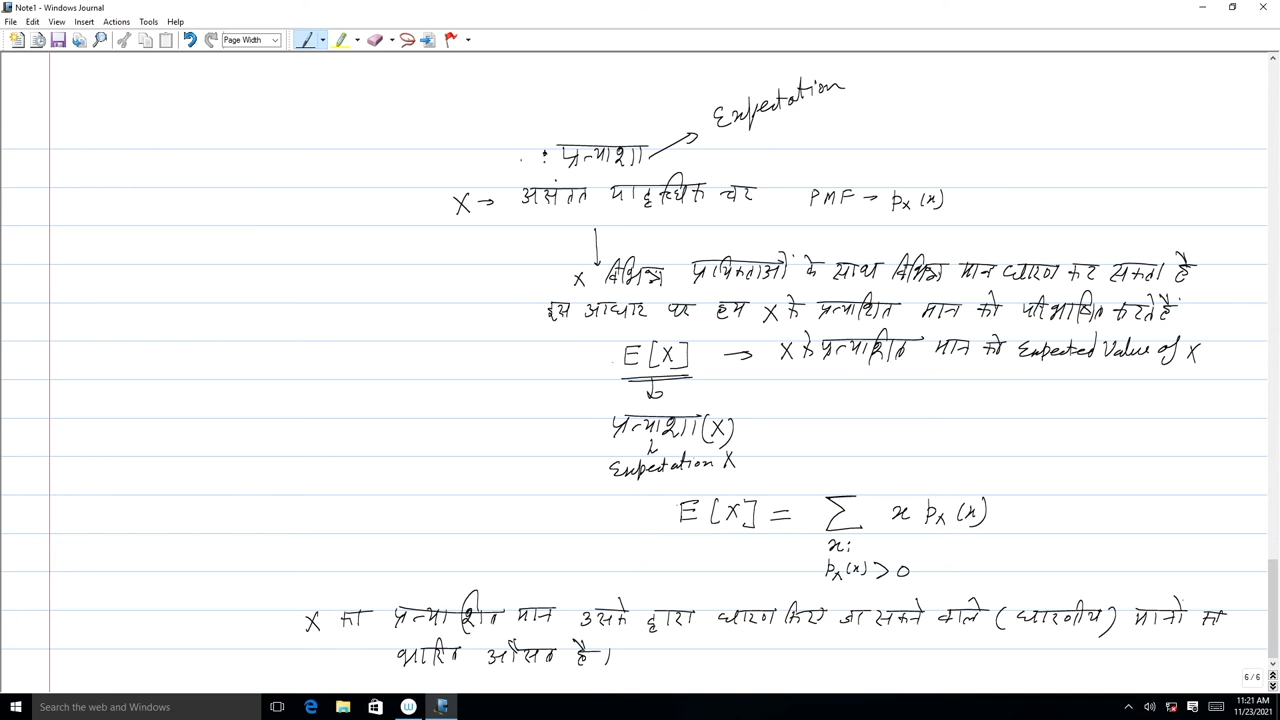 Note1 - Windows Journal
File Edit View Insert Actions Tools Help
Page Width
Expectation
: प्रत्याशा
X → असंतत यादृच्छिक चर PMF → pₓ(x)
X विभिन्न प्रायिकताओं के साथ विभिन्न मान धारण कर सकता है
इस आधार पर हम X के प्रत्याशित मान को परिभाषित करते है
E[X] → X के प्रत्याशित मान को Expected Value of X
प्रत्याशा(X)
Expectation X
E[X] = Σ x pₓ(x)
x:
pₓ(x) > 0
X का प्रत्याशित मान उसके द्वारा धारण किए जा सकने वाले (धारणीय) मानो का
भारित औसत है।
6 / 6
Search the web and Windows
11:21 AM
11/23/2021